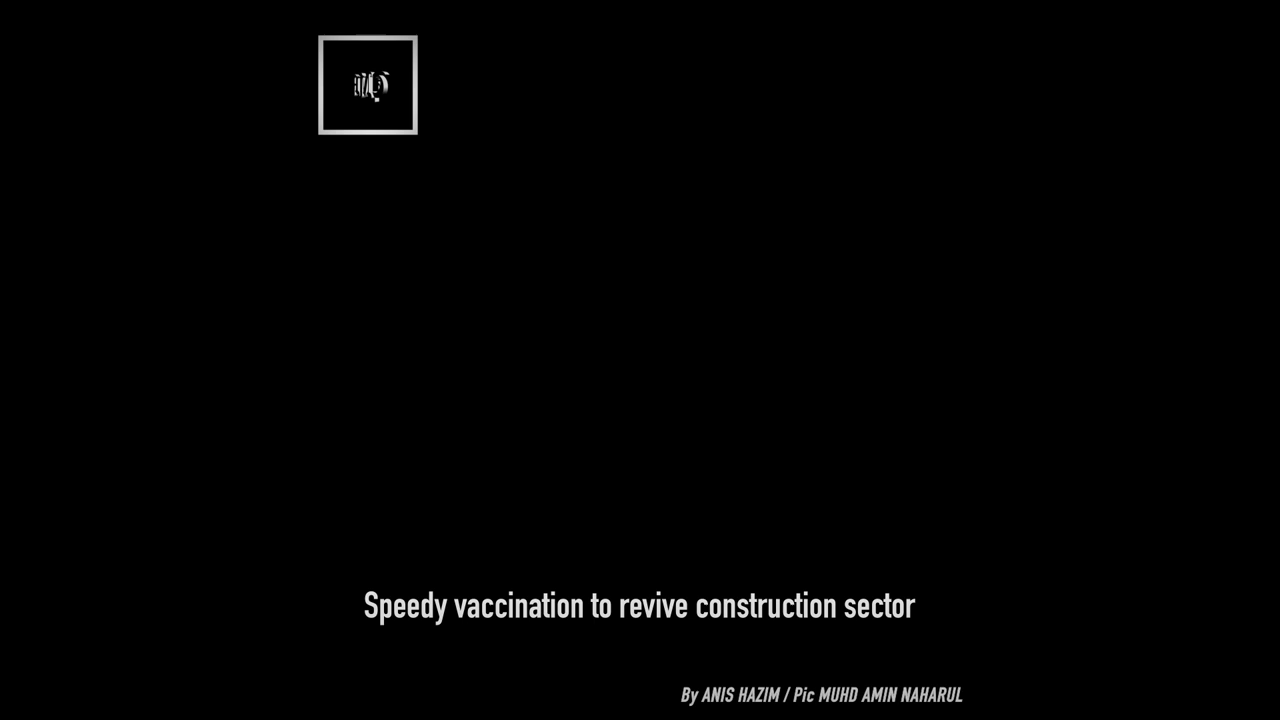 Speedy vaccination to revive construction sector
By ANIS HAZIM / Pic MUHD AMIN NAHARUL